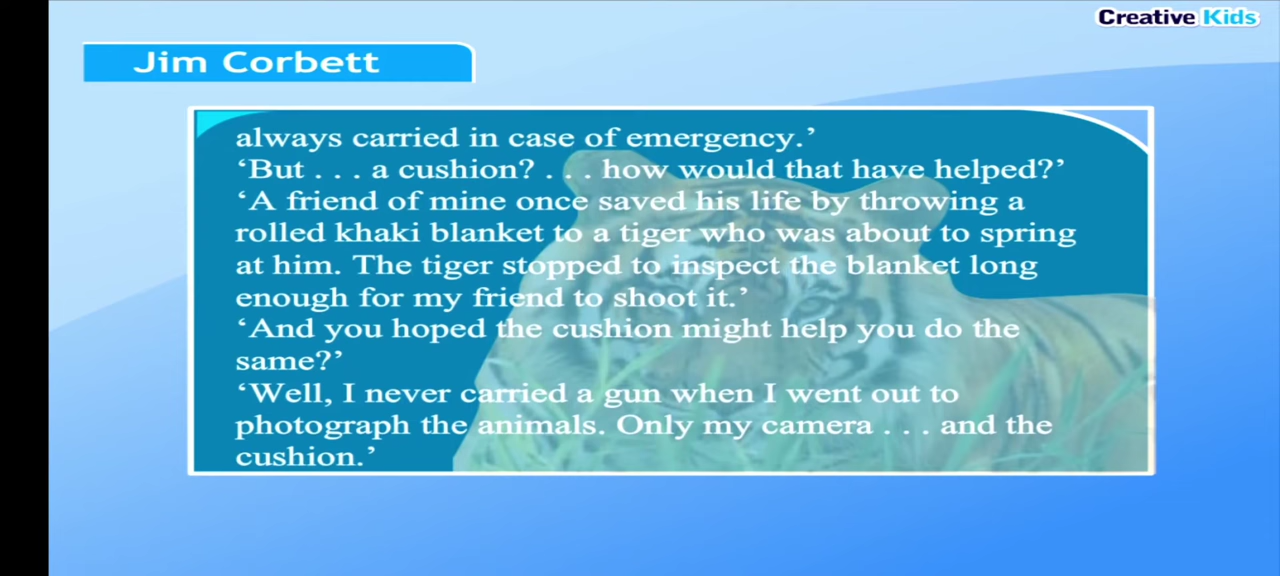 Creative Kids
Jim Corbett
always carried in case of emergency.’
‘But . . . a cushion? . . . how would that have helped?’
‘A friend of mine once saved his life by throwing a
rolled khaki blanket to a tiger who was about to spring
at him. The tiger stopped to inspect the blanket long
enough for my friend to shoot it.’
‘And you hoped the cushion might help you do the
same?’
‘Well, I never carried a gun when I went out to
photograph the animals. Only my camera . . . and the
cushion.’